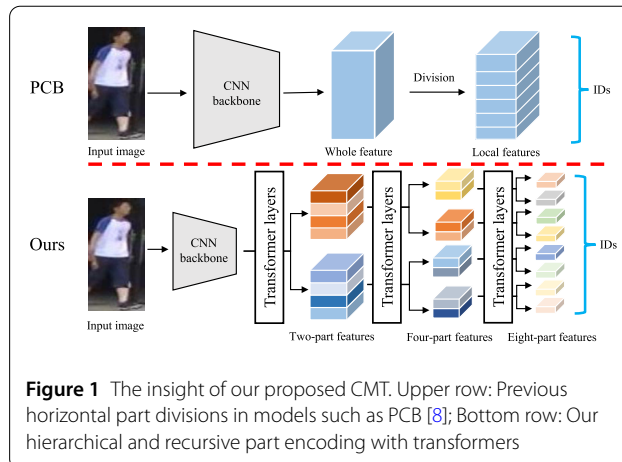 PCB
CNN
backbone
Division
IDs
Input image
Whole feature
Local features
Ours
CNN
backbone
Transformer layers
Transformer layers
Transformer layers
IDs
Input image
Two-part features
Four-part features
Eight-part features
Figure 1 The insight of our proposed CMT. Upper row: Previous
horizontal part divisions in models such as PCB [8]; Bottom row: Our
hierarchical and recursive part encoding with transformers